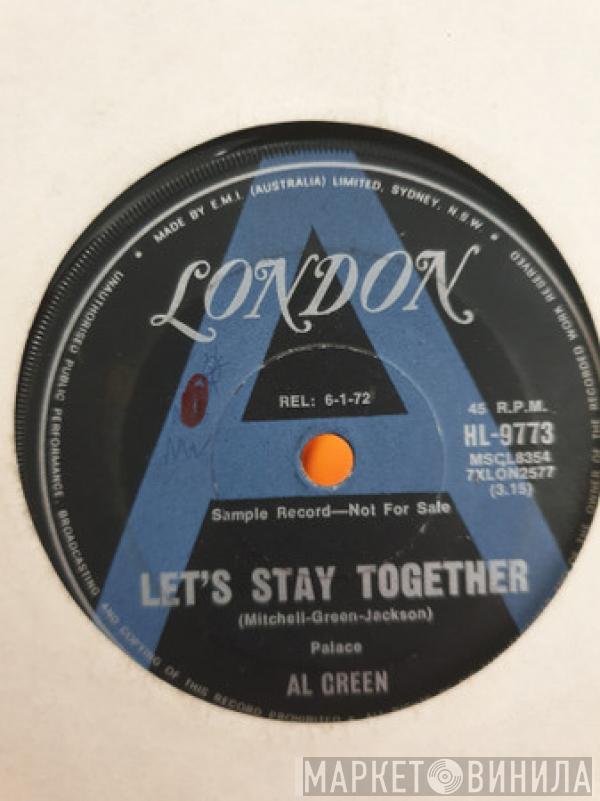 MADE BY E.M.I. (AUSTRALIA) LIMITED, SYDNEY, N.S.W.
UNAUTHORISED PUBLIC PERFORMANCE BROADCASTING AND COPYING OF THIS RECORD PROHIBITED
OF THE OWNER OF THE RECORDED WORK RESERVED
LONDON
A
REL: 6-1-72
45 R.P.M.
HL-9773
MSCL8354
7XLON2577
(3.15)
Sample Record—Not For Sale
LET'S STAY TOGETHER
(Mitchell-Green-Jackson)
Palace
AL GREEN
МАРКЕТ ВИНИЛА